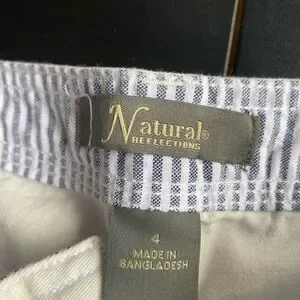 Natural®
REFLECTIONS
4
MADE IN
BANGLADESH